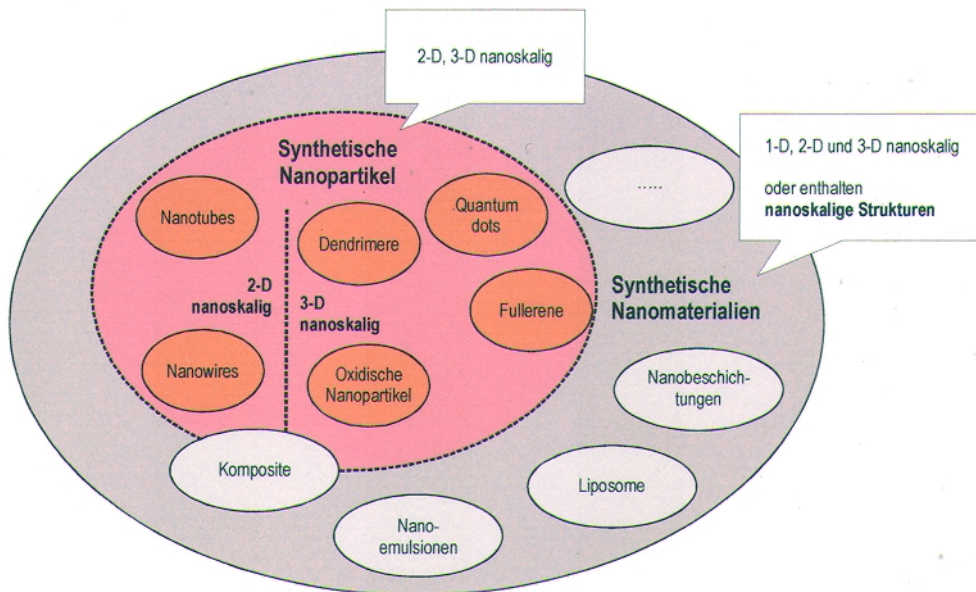 2-D, 3-D nanoskalig
1-D, 2-D und 3-D nanoskalig
oder enthalten
nanoskalige Strukturen
Synthetische
Nanopartikel
.....
Nanotubes
Quantum
dots
Dendrimere
2-D
nanoskalig
3-D
nanoskalig
Fullerene
Synthetische
Nanomaterialien
Nanowires
Oxidische
Nanopartikel
Nanobeschich-
tungen
Komposite
Liposome
Nano-
emulsionen